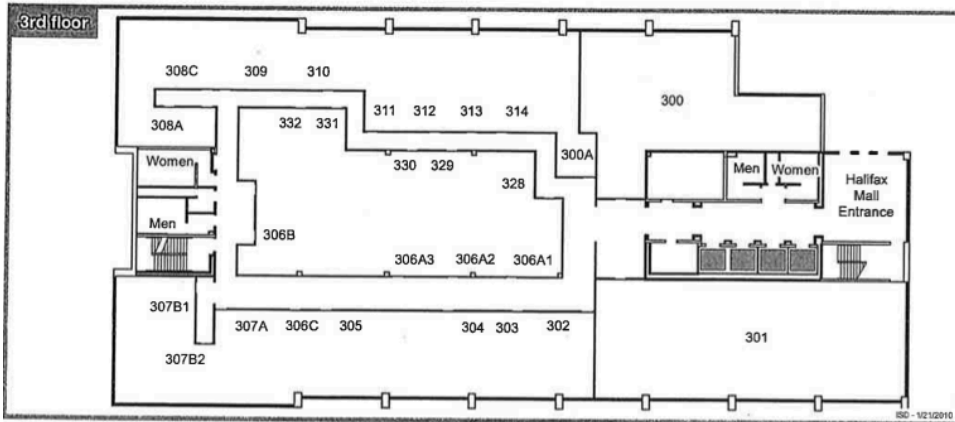 3rd floor
308C 309 310
311 312 313 314 300
308A
332 331
300A
Women
330 329
328
Men Women
Halifax
Mall
Entrance
Men
306B
306A3 306A2 306A1
307B1
307A 306C 305 304 303 302
301
307B2
ISD - 1/21/2010